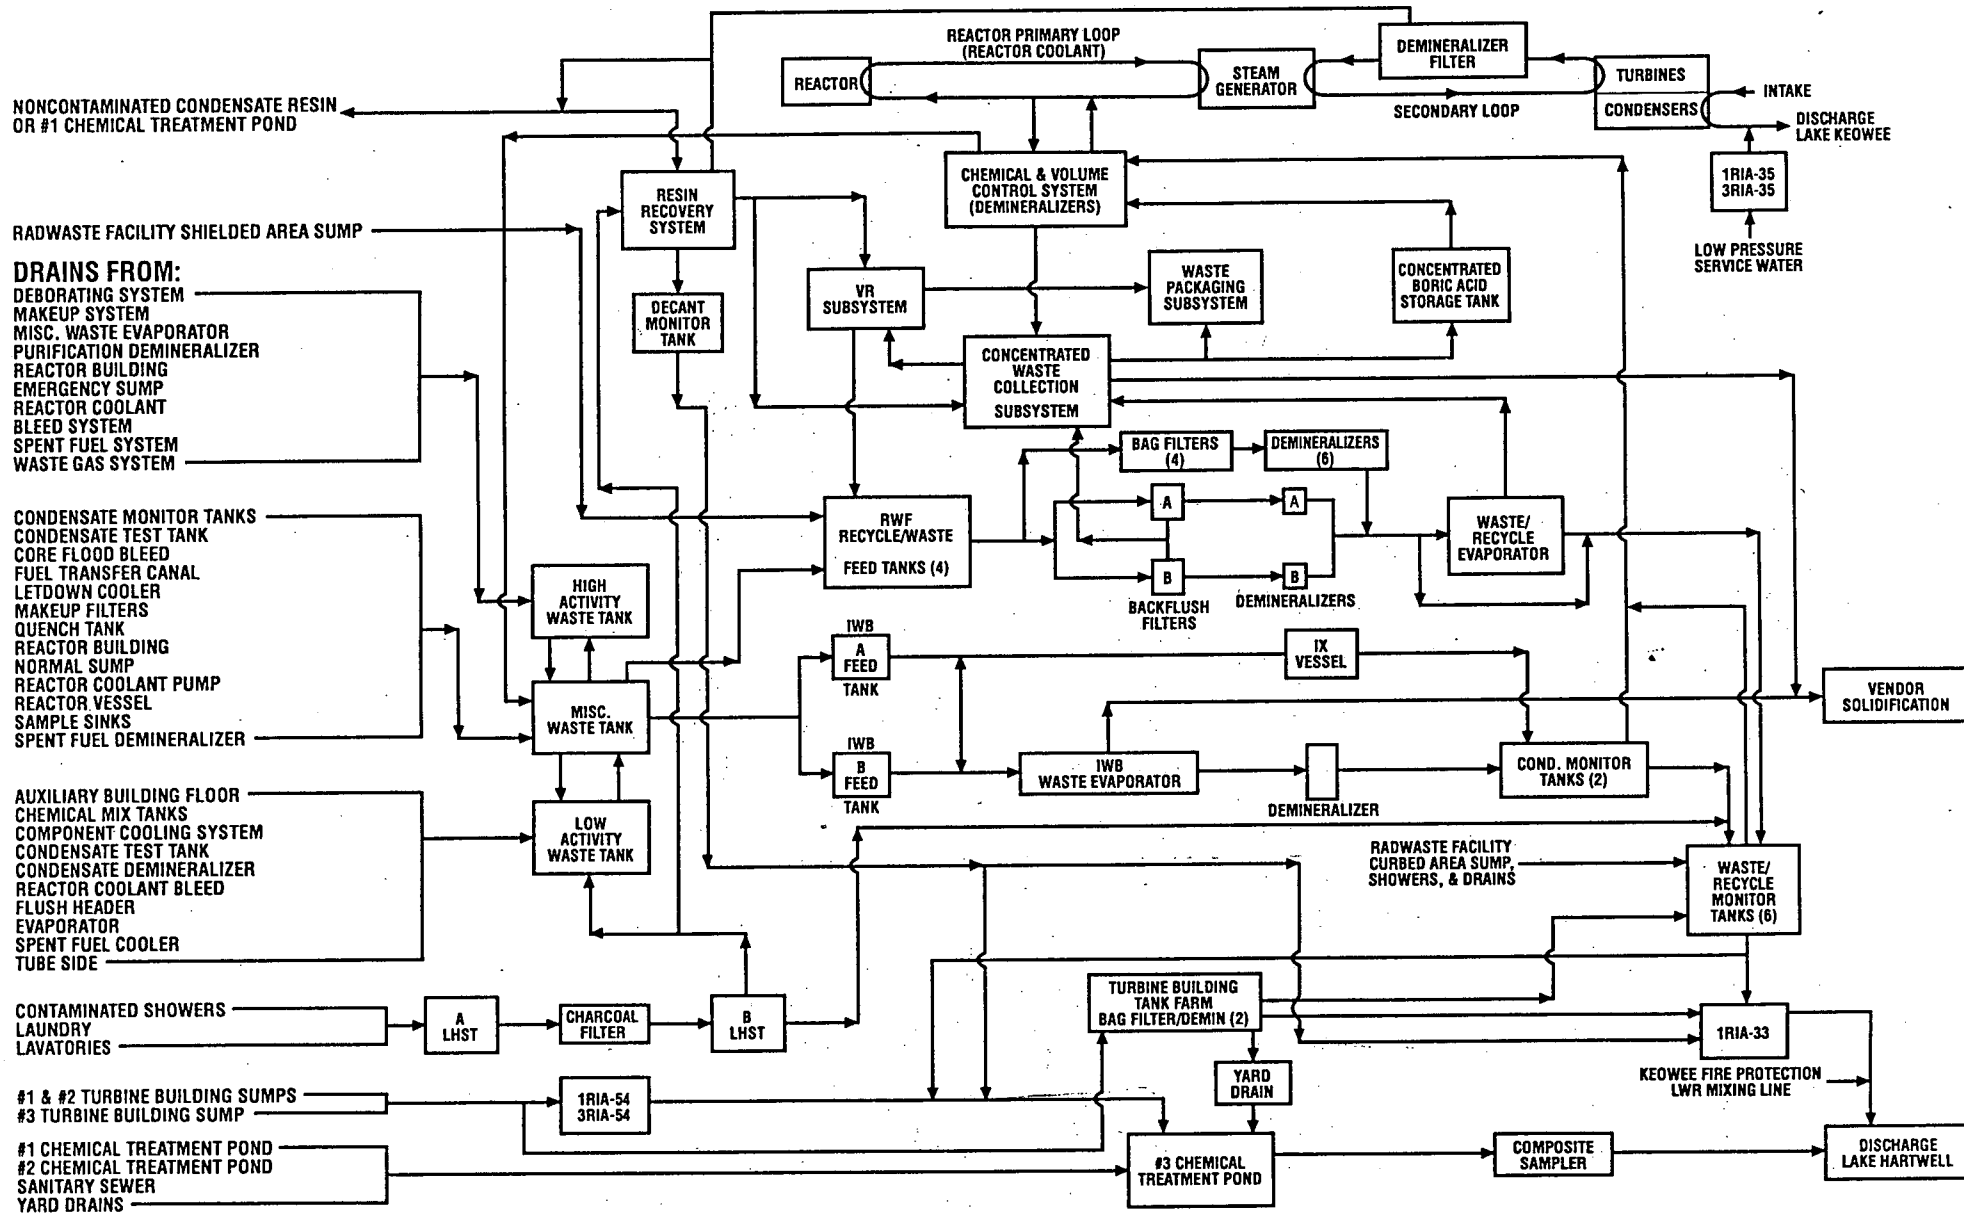 REACTOR PRIMARY LOOP
(REACTOR COOLANT)
REACTOR
STEAM
GENERATOR
DEMINERALIZER
FILTER
SECONDARY LOOP
TURBINES
CONDENSERS
INTAKE
DISCHARGE
LAKE KEOWEE
1RIA-35
3RIA-35
LOW PRESSURE
SERVICE WATER
NONCONTAMINATED CONDENSATE RESIN
OR #1 CHEMICAL TREATMENT POND
RESIN
RECOVERY
SYSTEM
CHEMICAL & VOLUME
CONTROL SYSTEM
(DEMINERALIZERS)
RADWASTE FACILITY SHIELDED AREA SUMP
DRAINS FROM:
DEBORATING SYSTEM
MAKEUP SYSTEM
MISC. WASTE EVAPORATOR
PURIFICATION DEMINERALIZER
REACTOR BUILDING
EMERGENCY SUMP
REACTOR COOLANT
BLEED SYSTEM
SPENT FUEL SYSTEM
WASTE GAS SYSTEM
DECANT
MONITOR
TANK
VR
SUBSYSTEM
WASTE
PACKAGING
SUBSYSTEM
CONCENTRATED
BORIC ACID
STORAGE TANK
CONCENTRATED
WASTE
COLLECTION
SUBSYSTEM
BAG FILTERS
(4)
DEMINERALIZERS
(6)
CONDENSATE MONITOR TANKS
CONDENSATE TEST TANK
CORE FLOOD BLEED
FUEL TRANSFER CANAL
LETDOWN COOLER
MAKEUP FILTERS
QUENCH TANK
REACTOR BUILDING
NORMAL SUMP
REACTOR COOLANT PUMP
REACTOR VESSEL
SAMPLE SINKS
SPENT FUEL DEMINERALIZER
RWF
RECYCLE/WASTE
FEED TANKS (4)
A
A
B
B
BACKFLUSH
FILTERS
DEMINERALIZERS
WASTE/
RECYCLE
EVAPORATOR
HIGH
ACTIVITY
WASTE TANK
MISC.
WASTE TANK
IWB
A
FEED
TANK
IX
VESSEL
VENDOR
SOLIDIFICATION
IWB
B
FEED
TANK
IWB
WASTE EVAPORATOR
DEMINERALIZER
COND. MONITOR
TANKS (2)
AUXILIARY BUILDING FLOOR
CHEMICAL MIX TANKS
COMPONENT COOLING SYSTEM
CONDENSATE TEST TANK
CONDENSATE DEMINERALIZER
REACTOR COOLANT BLEED
FLUSH HEADER
EVAPORATOR
SPENT FUEL COOLER
TUBE SIDE
LOW
ACTIVITY
WASTE TANK
RADWASTE FACILITY
CURBED AREA SUMP,
SHOWERS, & DRAINS
WASTE/
RECYCLE
MONITOR
TANKS (6)
CONTAMINATED SHOWERS
LAUNDRY
LAVATORIES
A
LHST
CHARCOAL
FILTER
B
LHST
TURBINE BUILDING
TANK FARM
BAG FILTER/DEMIN (2)
1RIA-33
YARD
DRAIN
KEOWEE FIRE PROTECTION
LWR MIXING LINE
#1 & #2 TURBINE BUILDING SUMPS
#3 TURBINE BUILDING SUMP
1RIA-54
3RIA-54
#1 CHEMICAL TREATMENT POND
#2 CHEMICAL TREATMENT POND
SANITARY SEWER
YARD DRAINS
#3 CHEMICAL
TREATMENT POND
COMPOSITE
SAMPLER
DISCHARGE
LAKE HARTWELL